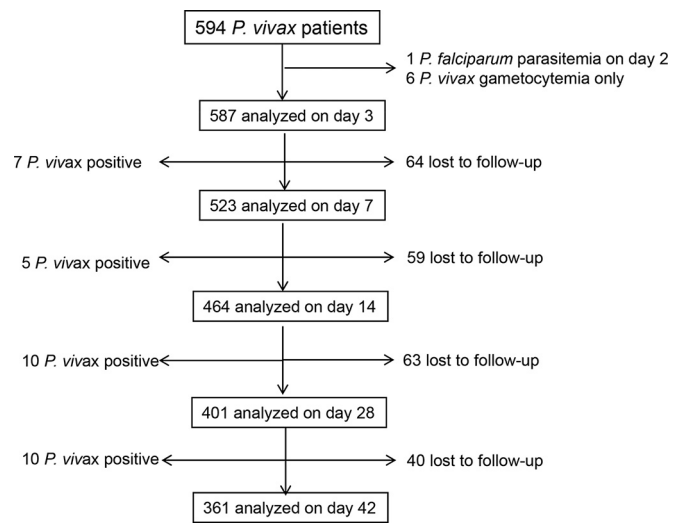 594 P. vivax patients
1 P. falciparum parasitemia on day 2
6 P. vivax gametocytemia only
587 analyzed on day 3
7 P. vivax positive
64 lost to follow-up
523 analyzed on day 7
5 P. vivax positive
59 lost to follow-up
464 analyzed on day 14
10 P. vivax positive
63 lost to follow-up
401 analyzed on day 28
10 P. vivax positive
40 lost to follow-up
361 analyzed on day 42